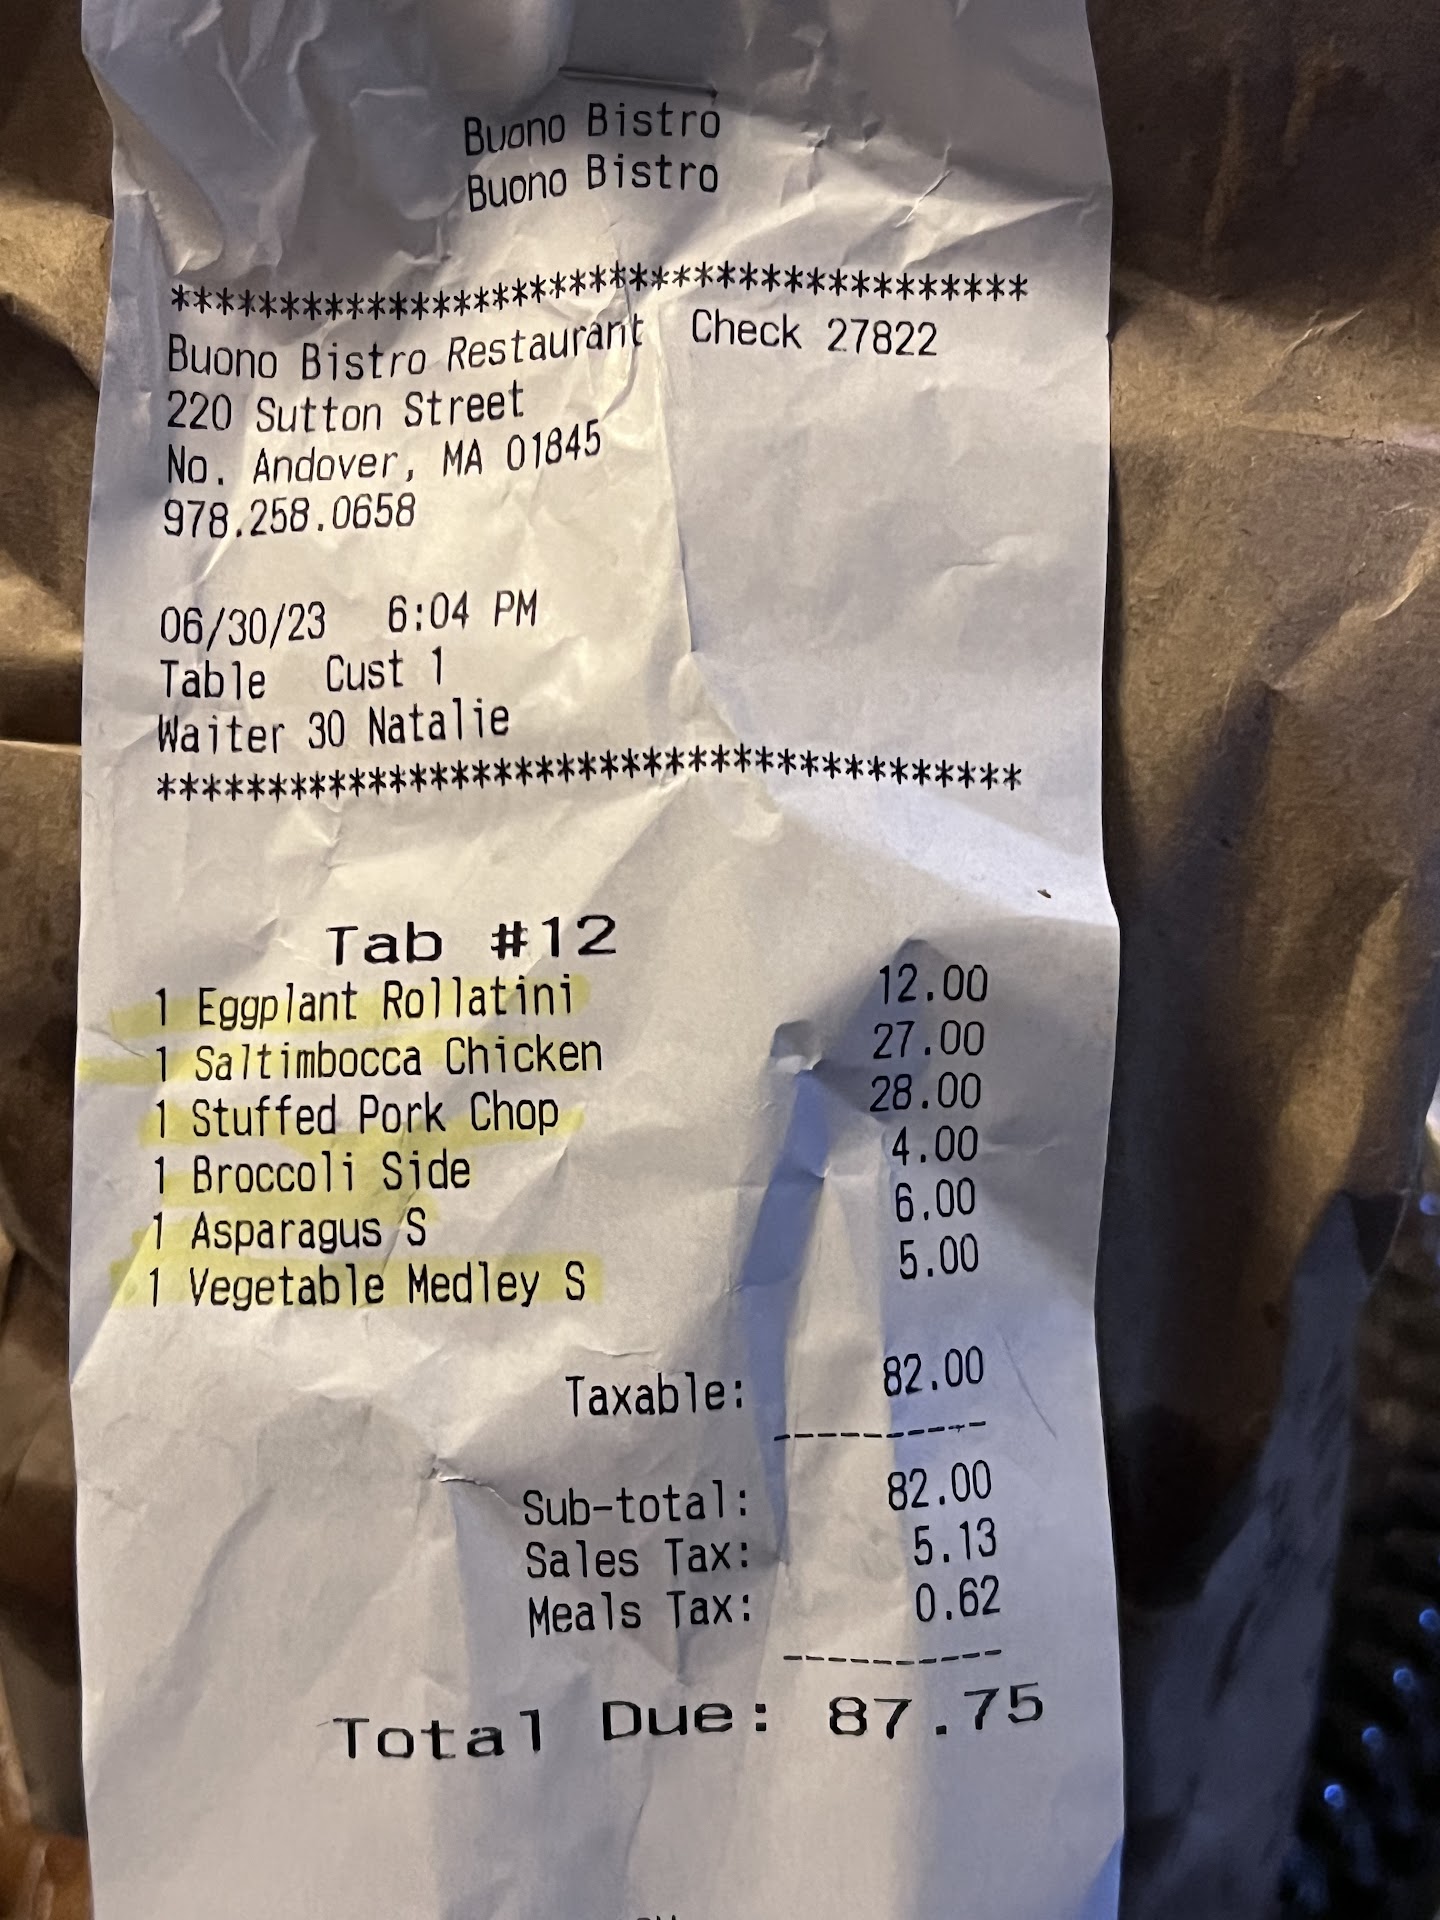 Buono Bistro
Buono Bistro
****************************************
Buono Bistro Restaurant Check 27822
220 Sutton Street
No. Andover, MA 01845
978.258.0658
06/30/23 6:04 PM
Table Cust 1
Waiter 30 Natalie
****************************************
Tab #12
1 Eggplant Rollatini 12.00
1 Saltimbocca Chicken 27.00
1 Stuffed Pork Chop 28.00
1 Broccoli Side 4.00
1 Asparagus S 6.00
1 Vegetable Medley S 5.00
Taxable: 82.00
----------
Sub-total: 82.00
Sales Tax: 5.13
Meals Tax: 0.62
----------
Total Due: 87.75